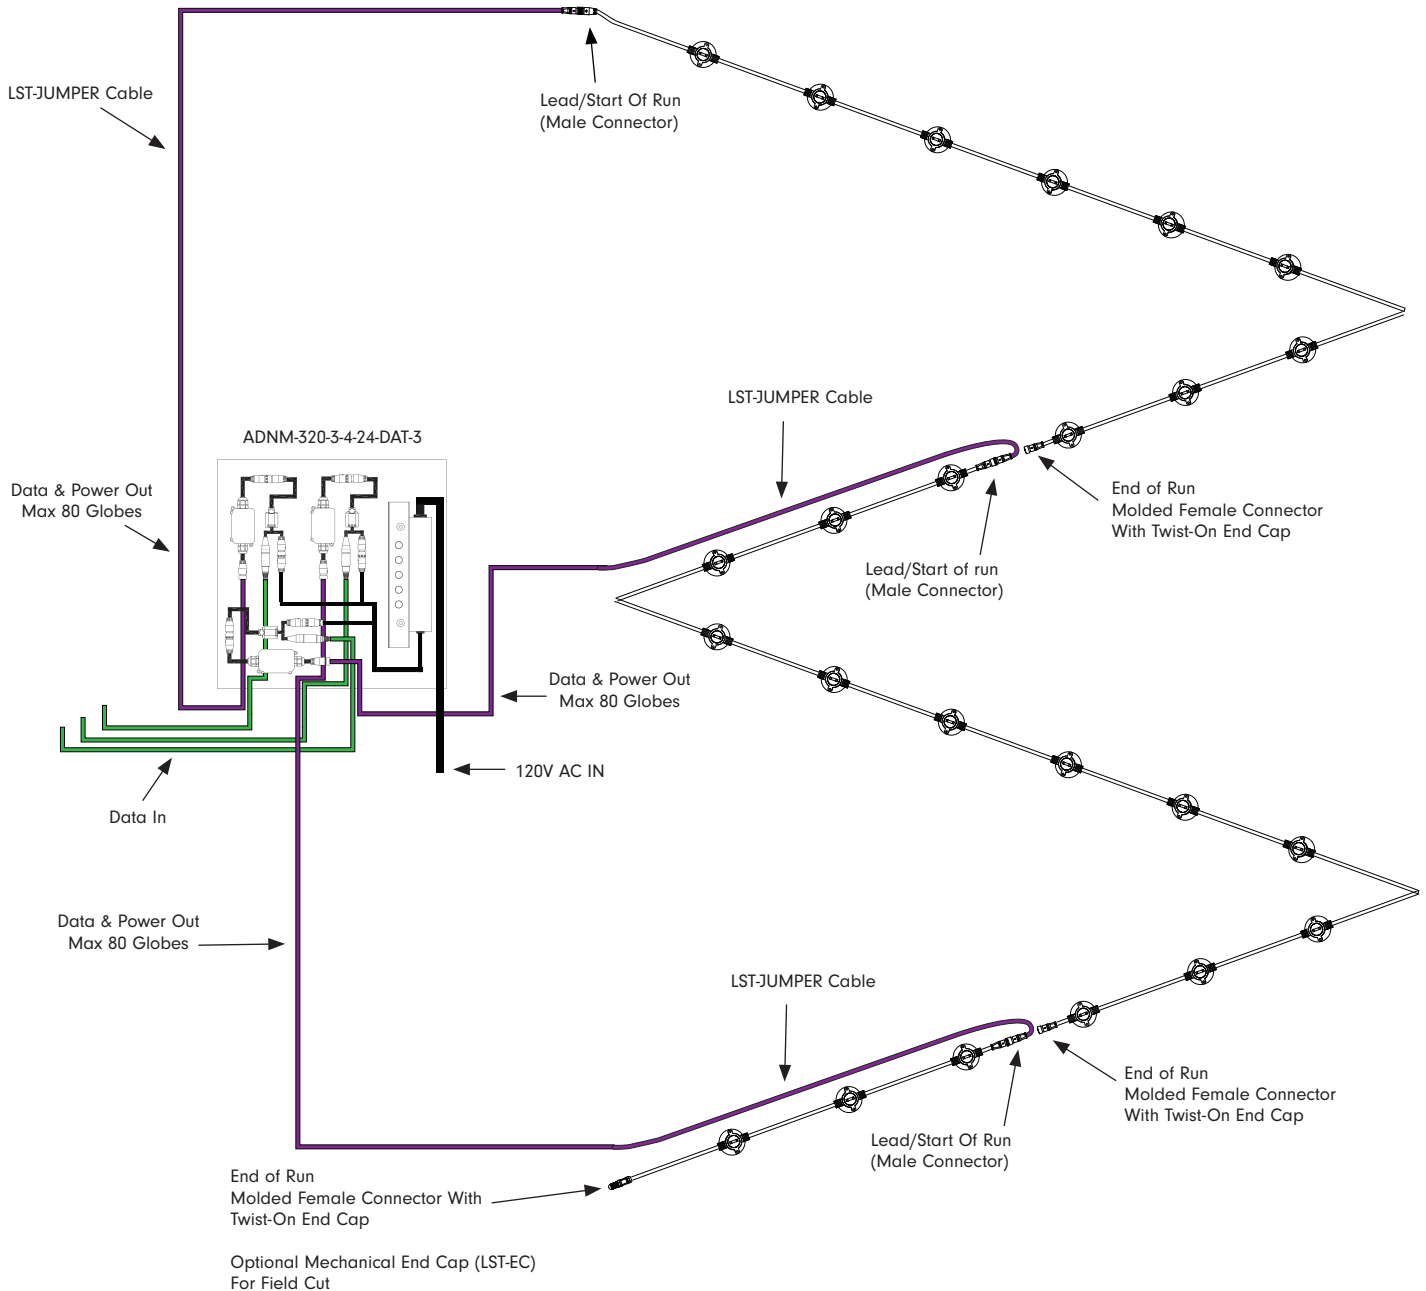 LST-JUMPER Cable
Lead/Start Of Run
(Male Connector)
LST-JUMPER Cable
ADNM-320-3-4-24-DAT-3
Data & Power Out
Max 80 Globes
End of Run
Molded Female Connector
With Twist-On End Cap
Lead/Start of run
(Male Connector)
Data & Power Out
Max 80 Globes
120V AC IN
Data In
Data & Power Out
Max 80 Globes
LST-JUMPER Cable
End of Run
Molded Female Connector
With Twist-On End Cap
Lead/Start Of Run
(Male Connector)
End of Run
Molded Female Connector With
Twist-On End Cap
Optional Mechanical End Cap (LST-EC)
For Field Cut